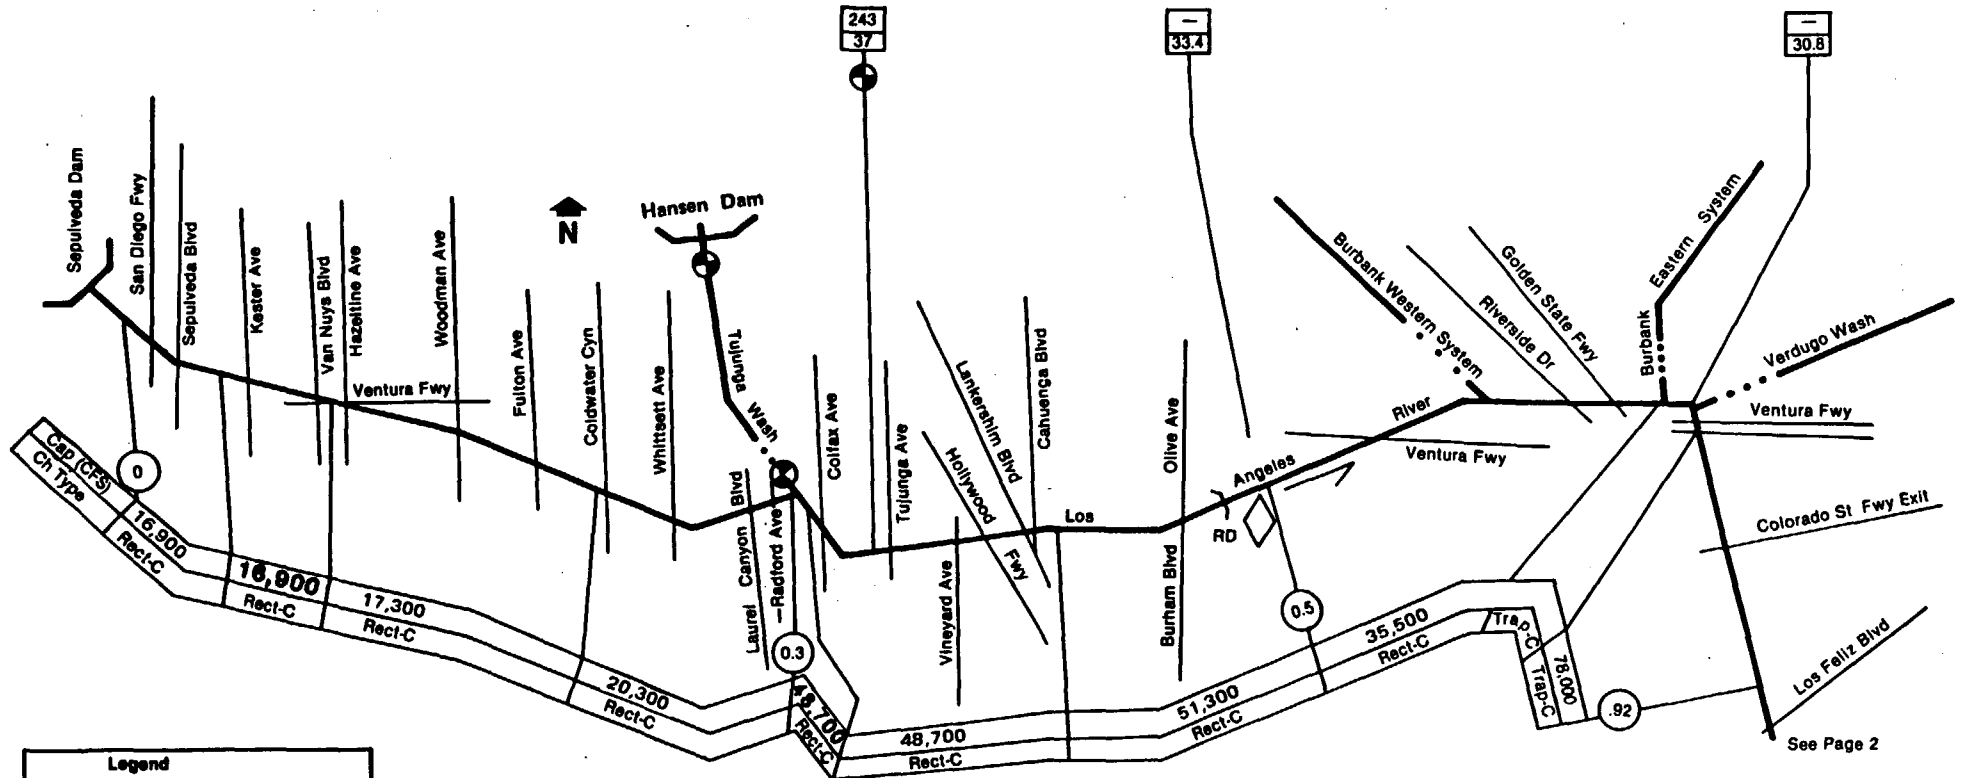 243
37
—
33.4
—
30.8
Sepulveda Dam
San Diego Fwy
Sepulveda Blvd
Kester Ave
Van Nuys Blvd
Hazeltine Ave
Ventura Fwy
Woodman Ave
N
Fulton Ave
Coldwater Cyn
Whittsett Ave
Hansen Dam
Tujunga Wash
Laurel Canyon Blvd
Radford Ave
Colfax Ave
Tujunga Ave
Lankershim Blvd
Hollywood Fwy
Vineyard Ave
Cahuenga Blvd
Olive Ave
Burham Blvd
Los Angeles River
RD
Ventura Fwy
Burbank Western System
Riverside Dr
Golden State Fwy
Burbank Eastern System
Verdugo Wash
Ventura Fwy
Colorado St Fwy Exit
Los Feliz Blvd
See Page 2
0
0.3
0.5
.92
Cap (CFS)
Ch Type
16,900
Rect-C
16,900
Rect-C
17,300
Rect-C
20,300
Rect-C
48,700
Rect-C
48,700
Rect-C
51,300
Rect-C
35,500
Rect-C
Trap-C
78,000
Trap-C
Legend